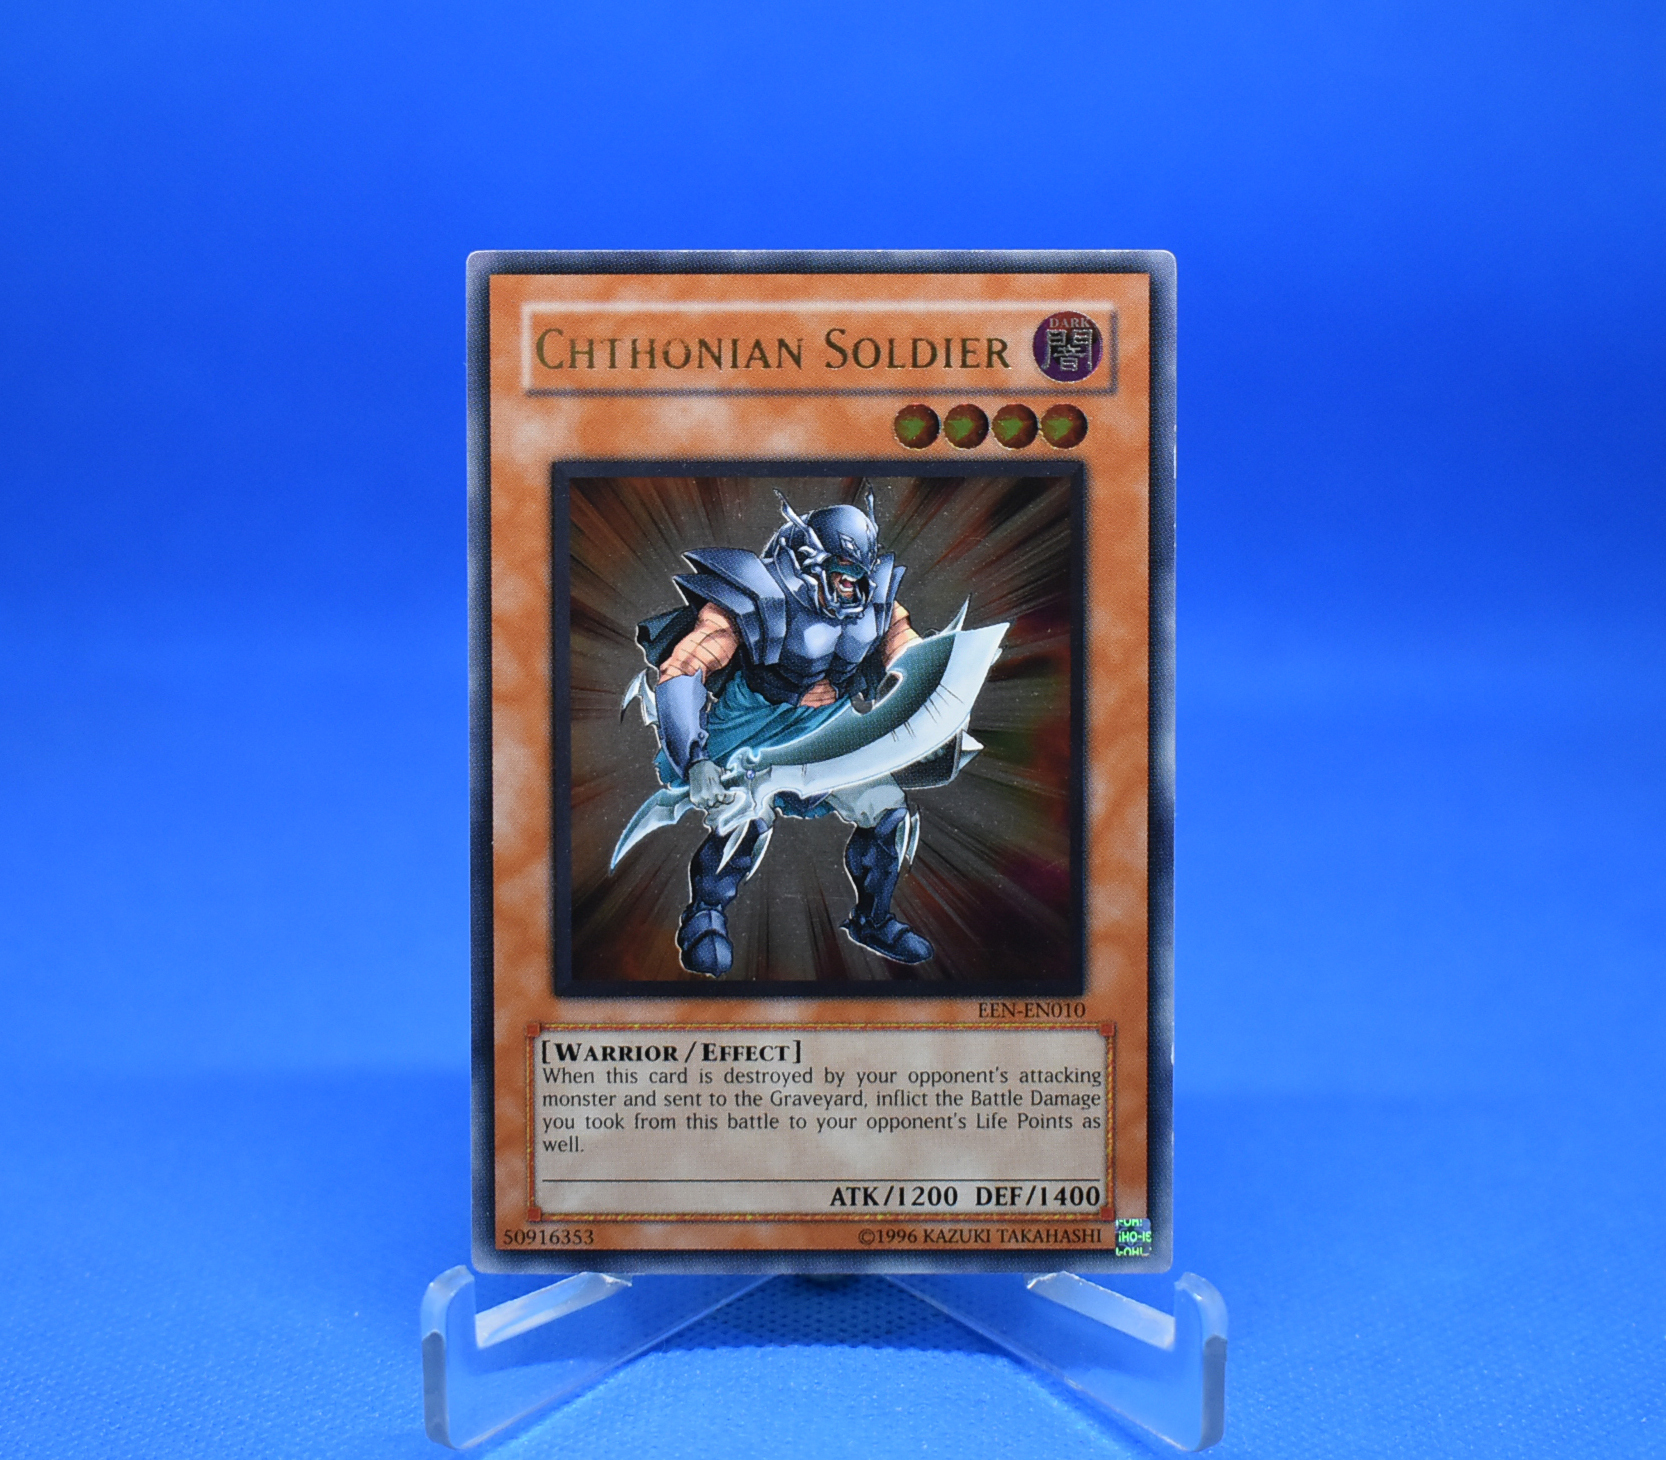 CHTHONIAN SOLDIER
DARK
闇
EEN-EN010
[WARRIOR/EFFECT]
When this card is destroyed by your opponent's attacking
monster and sent to the Graveyard, inflict the Battle Damage
you took from this battle to your opponent's Life Points as
well.
ATK/1200 DEF/1400
50916353
©1996 KAZUKI TAKAHASHI